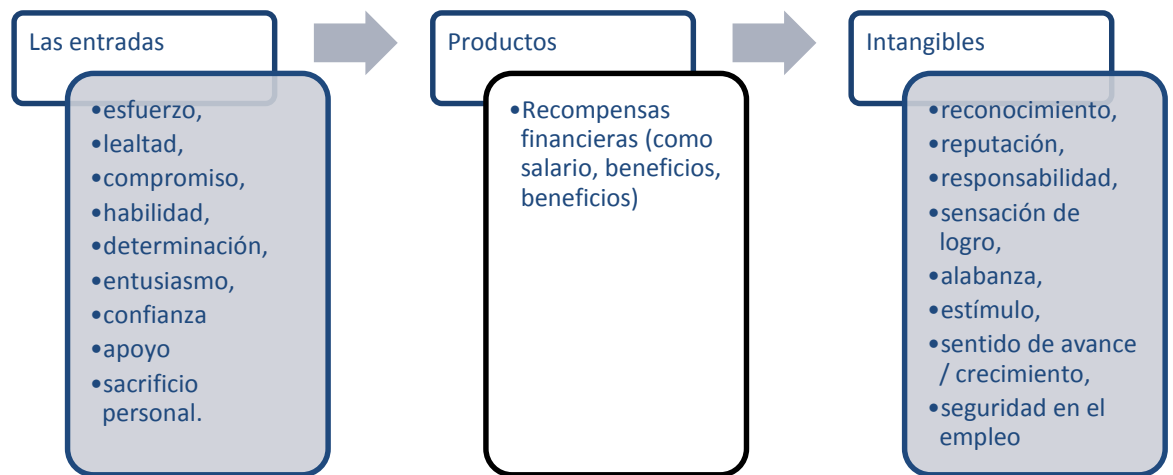 Las entradas
•esfuerzo,
•lealtad,
•compromiso,
•habilidad,
•determinación,
•entusiasmo,
•confianza
•apoyo
•sacrificio
personal.
Productos
•Recompensas
financieras (como
salario, beneficios,
beneficios)
Intangibles
•reconocimiento,
•reputación,
•responsabilidad,
•sensación de
logro,
•alabanza,
•estímulo,
•sentido de avance
/ crecimiento,
•seguridad en el
empleo